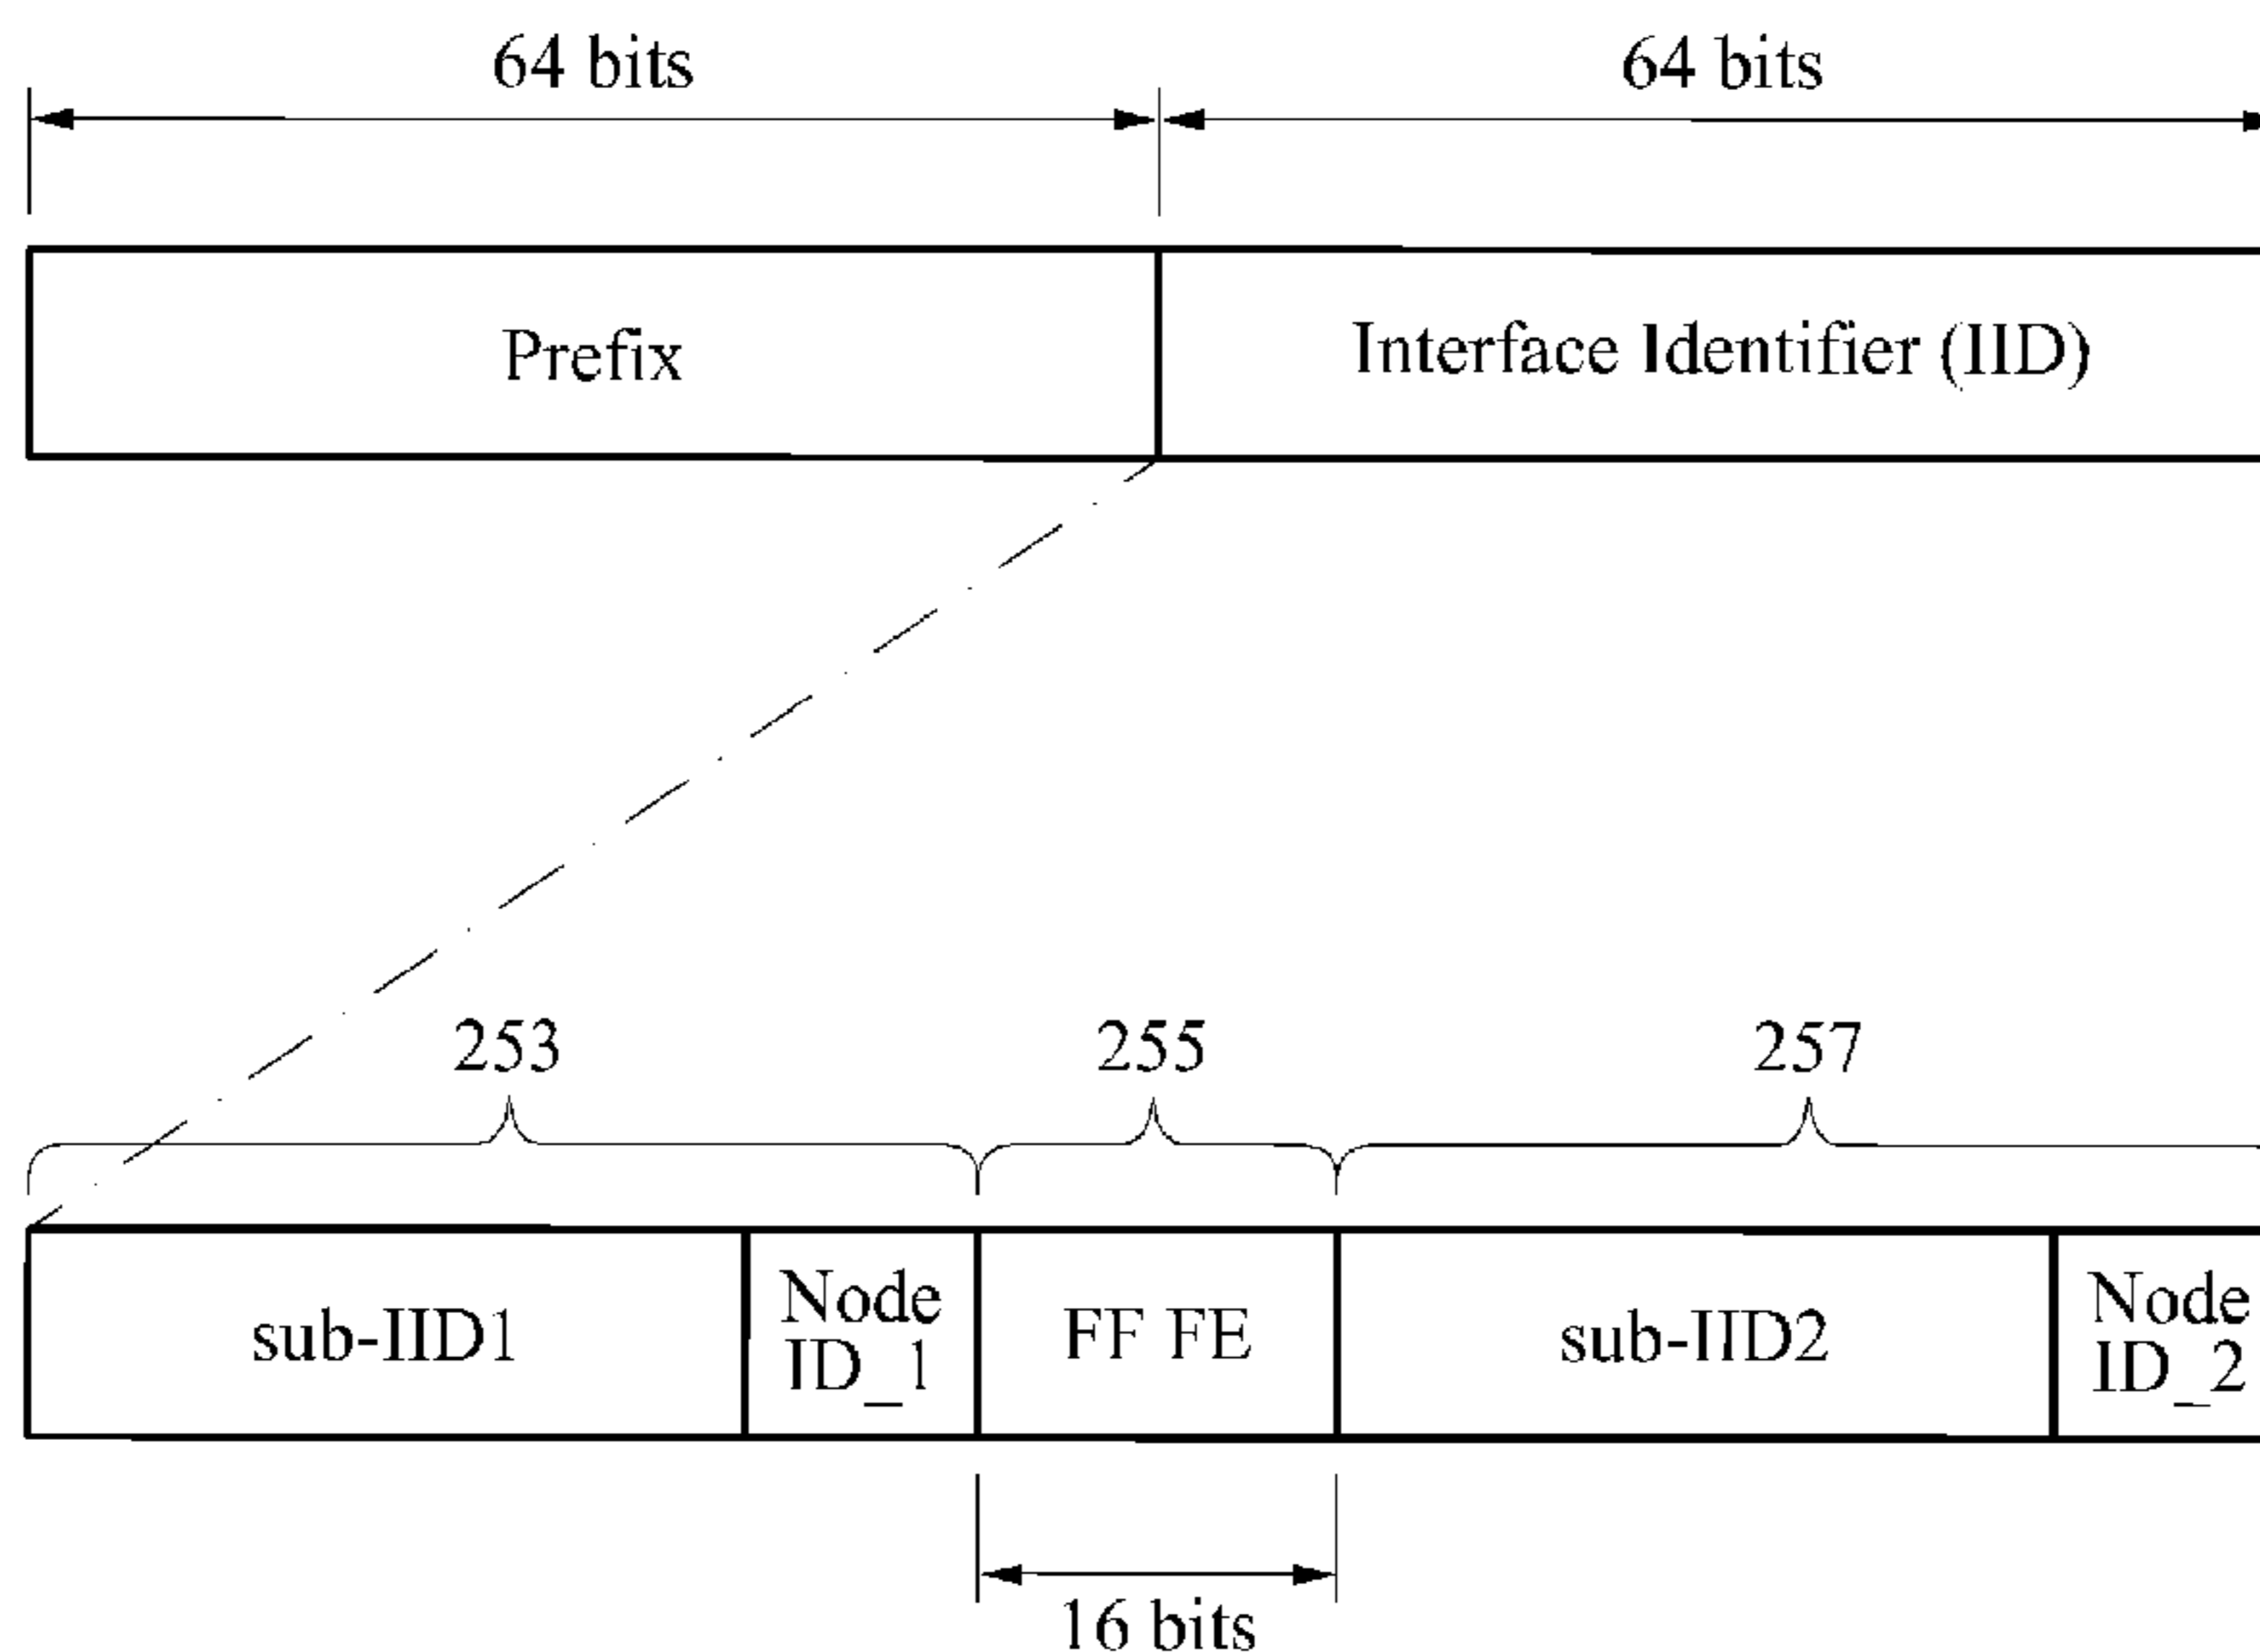 64 bits 64 bits
Prefix Interface Identifier (IID)
253 255 257
sub-IID1 Node ID_1 FF FE sub-IID2 Node ID_2
16 bits